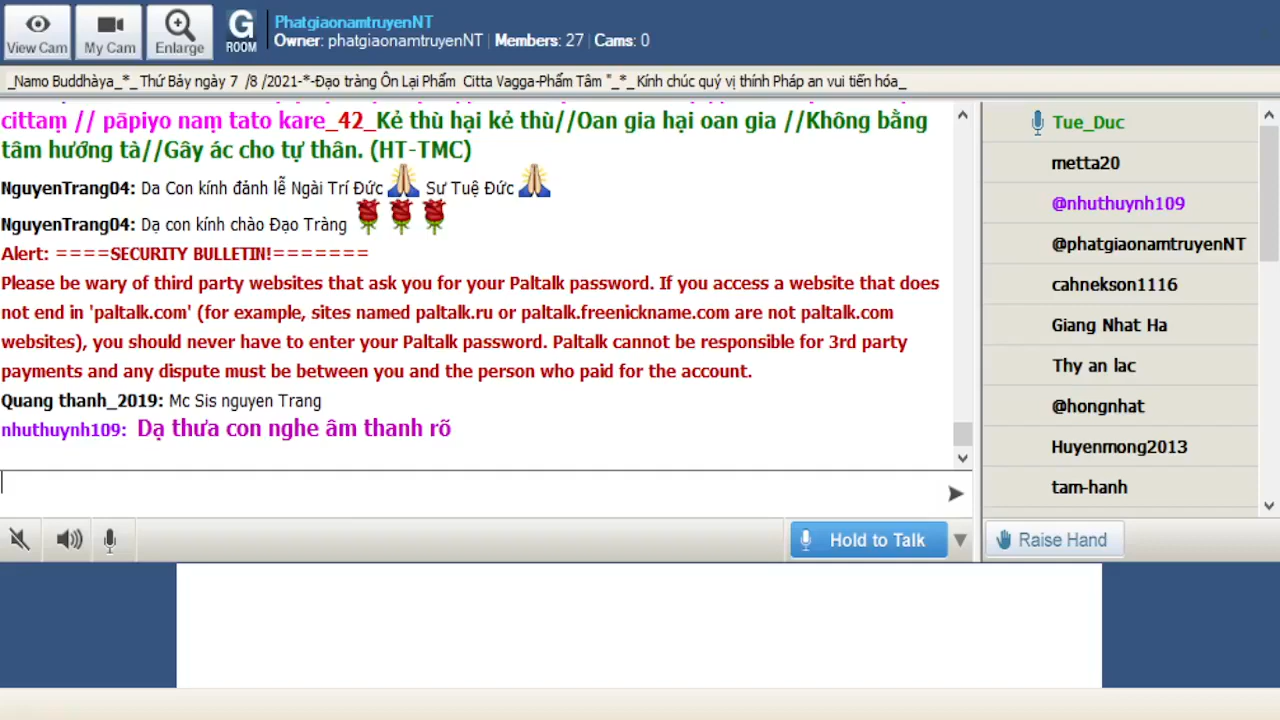 View Cam
My Cam
Enlarge
G
ROOM
PhatgiaonamtruyenNT
Owner: phatgiaonamtruyenNT | Members: 27 | Cams: 0
_Namo Buddhàya_*_Thứ Bảy ngày 7 /8 /2021-*-Đạo tràng Ôn Lại Phẩm Citta Vagga-Phẩm Tâm "_*_Kính chúc quý vị thính Pháp an vui tiến hóa_
cittaṃ // pāpiyo naṃ tato kare_42_Kẻ thù hại kẻ thù//Oan gia hại oan gia //Không bằng
tâm hướng tà//Gây ác cho tự thân. (HT-TMC)
NguyenTrang04: Da Con kính đảnh lễ Ngài Trí Đức Sư Tuệ Đức
NguyenTrang04: Dạ con kính chào Đạo Tràng
Alert: ====SECURITY BULLETIN!=======
Please be wary of third party websites that ask you for your Paltalk password. If you access a website that does
not end in 'paltalk.com' (for example, sites named paltalk.ru or paltalk.freenickname.com are not paltalk.com
websites), you should never have to enter your Paltalk password. Paltalk cannot be responsible for 3rd party
payments and any dispute must be between you and the person who paid for the account.
Quang thanh_2019: Mc Sis nguyen Trang
nhuthuynh109: Dạ thưa con nghe âm thanh rõ
Tue_Duc
metta20
@nhuthuynh109
@phatgiaonamtruyenNT
cahnekson1116
Giang Nhat Ha
Thy an lac
@hongnhat
Huyenmong2013
tam-hanh
Hold to Talk
Raise Hand